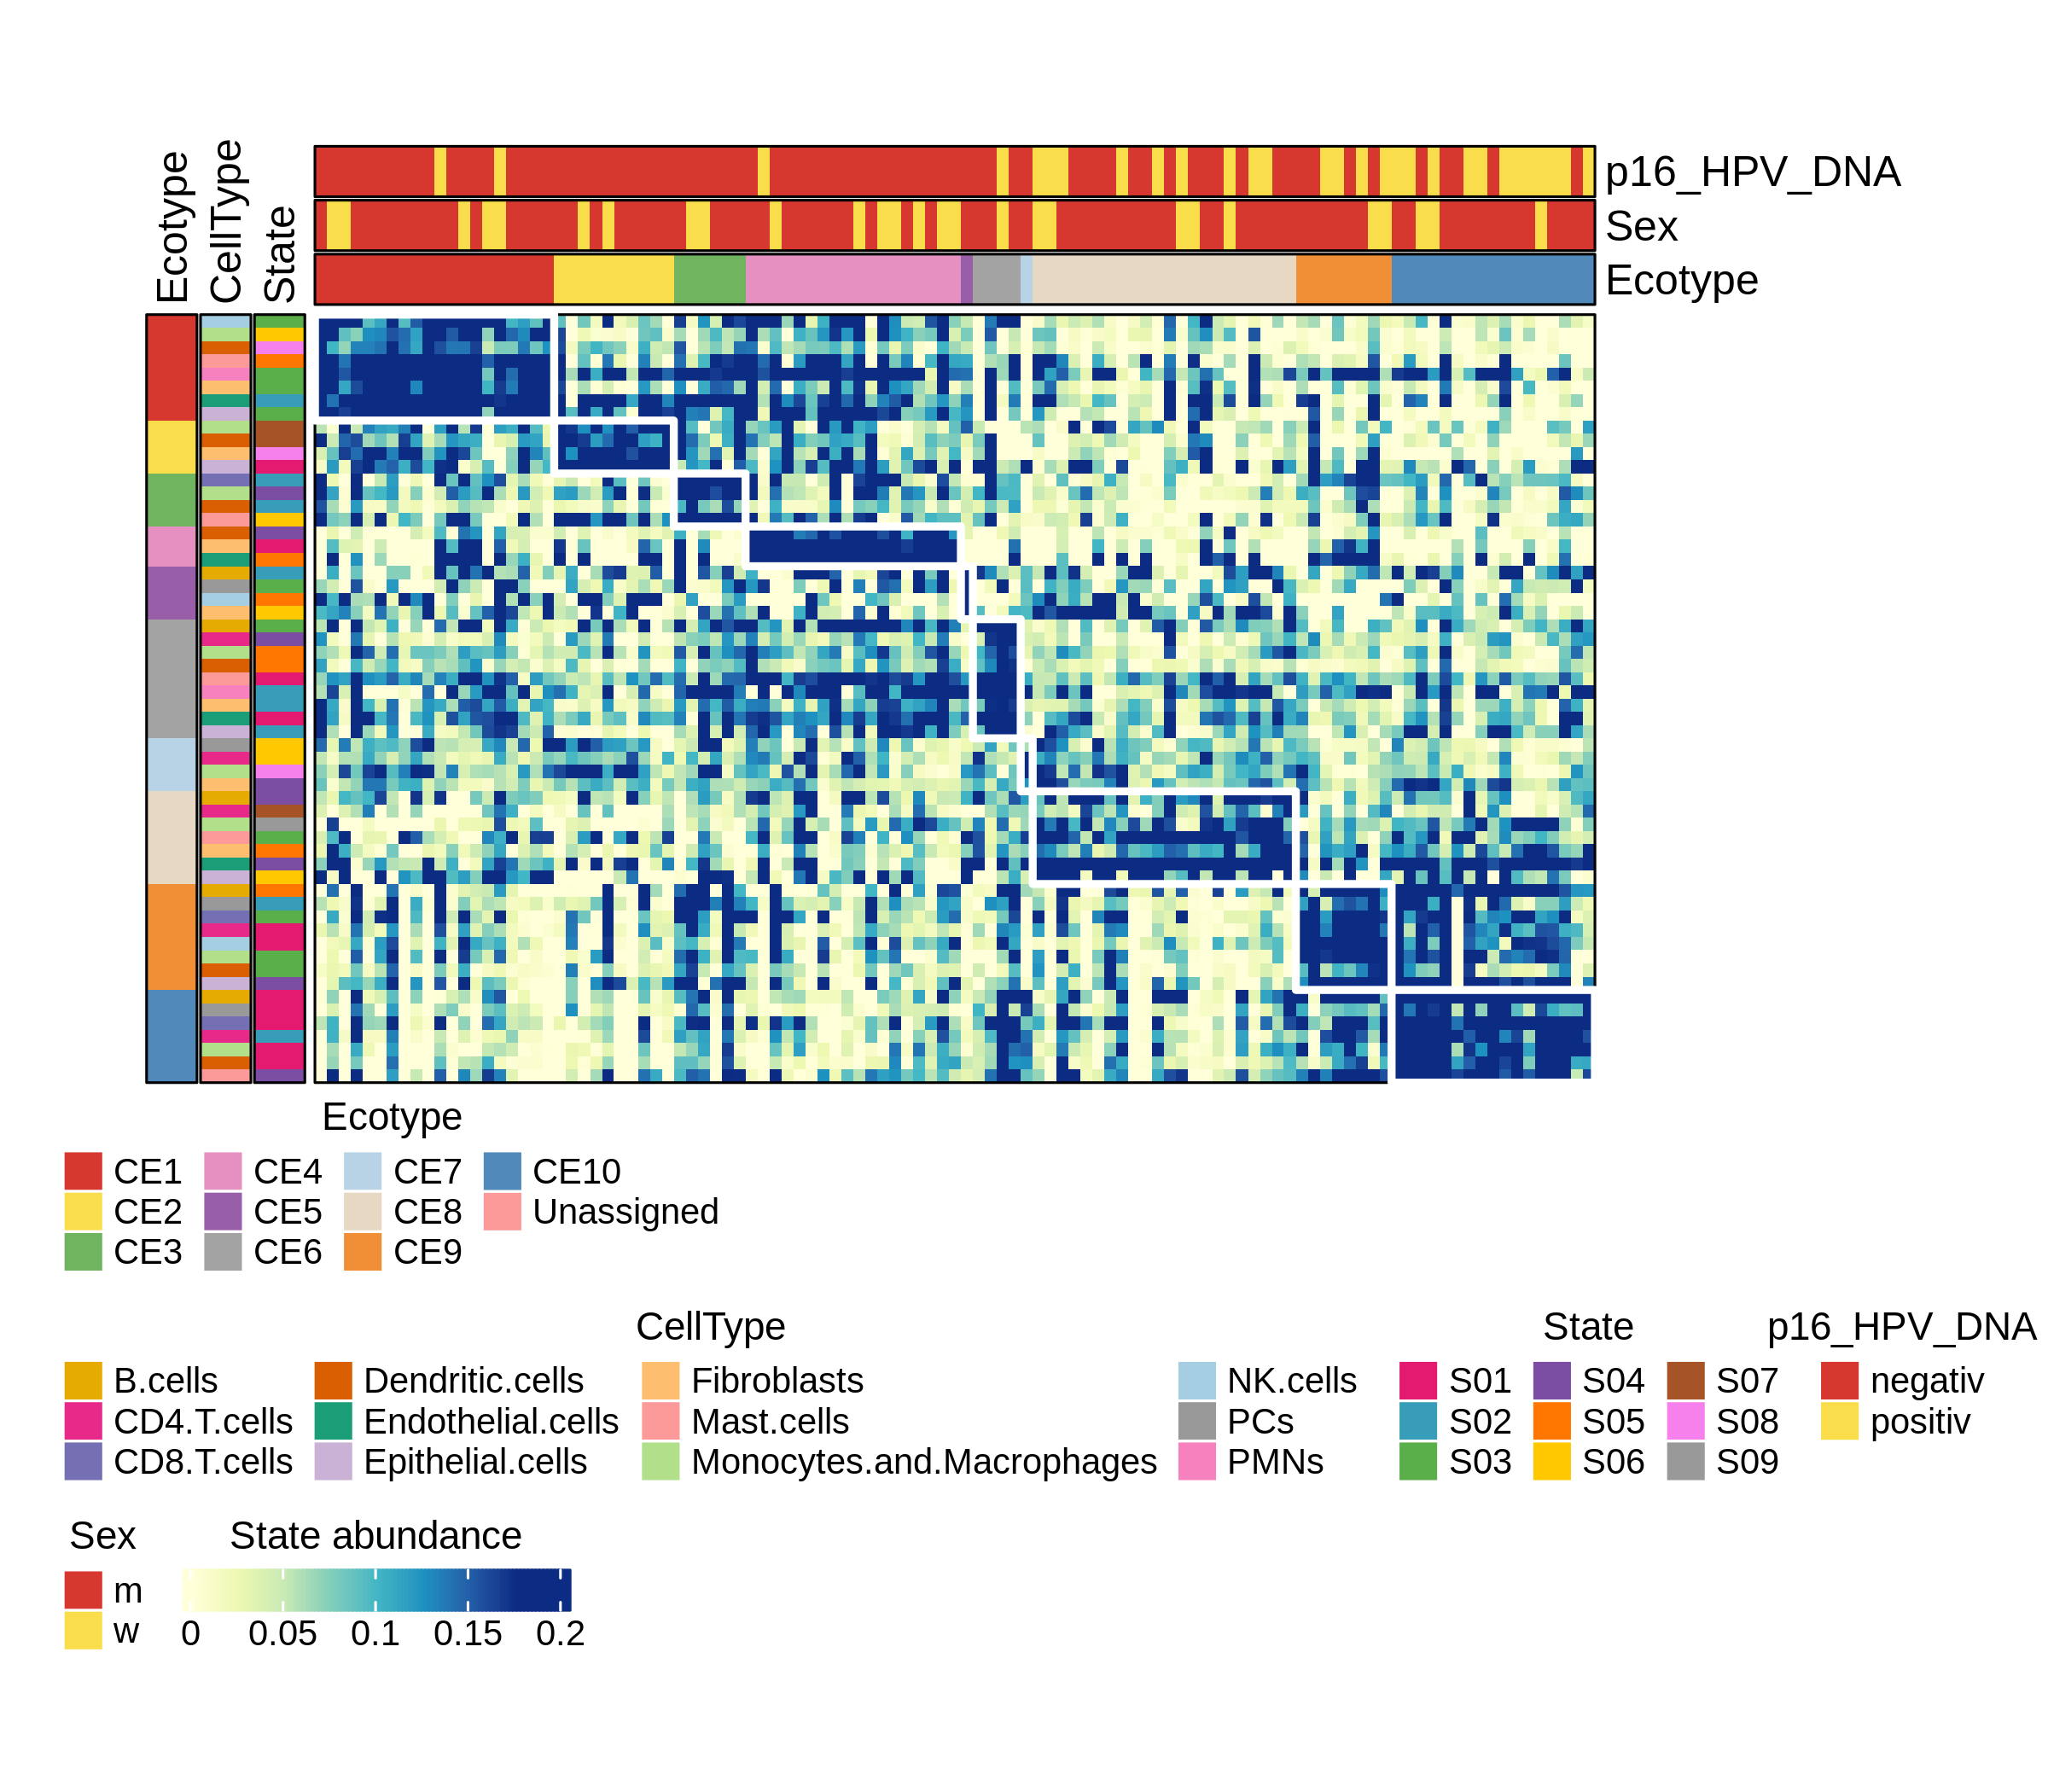 Ecotype
CellType
State
p16_HPV_DNA
Sex
Ecotype
Ecotype
CE1 CE4 CE7 CE10
CE2 CE5 CE8 Unassigned
CE3 CE6 CE9
CellType State p16_HPV_DNA
B.cells Dendritic.cells Fibroblasts NK.cells S01 S04 S07 negativ
CD4.T.cells Endothelial.cells Mast.cells PCs S02 S05 S08 positiv
CD8.T.cells Epithelial.cells Monocytes.and.Macrophages PMNs S03 S06 S09
Sex State abundance
m
w
0 0.05 0.1 0.15 0.2